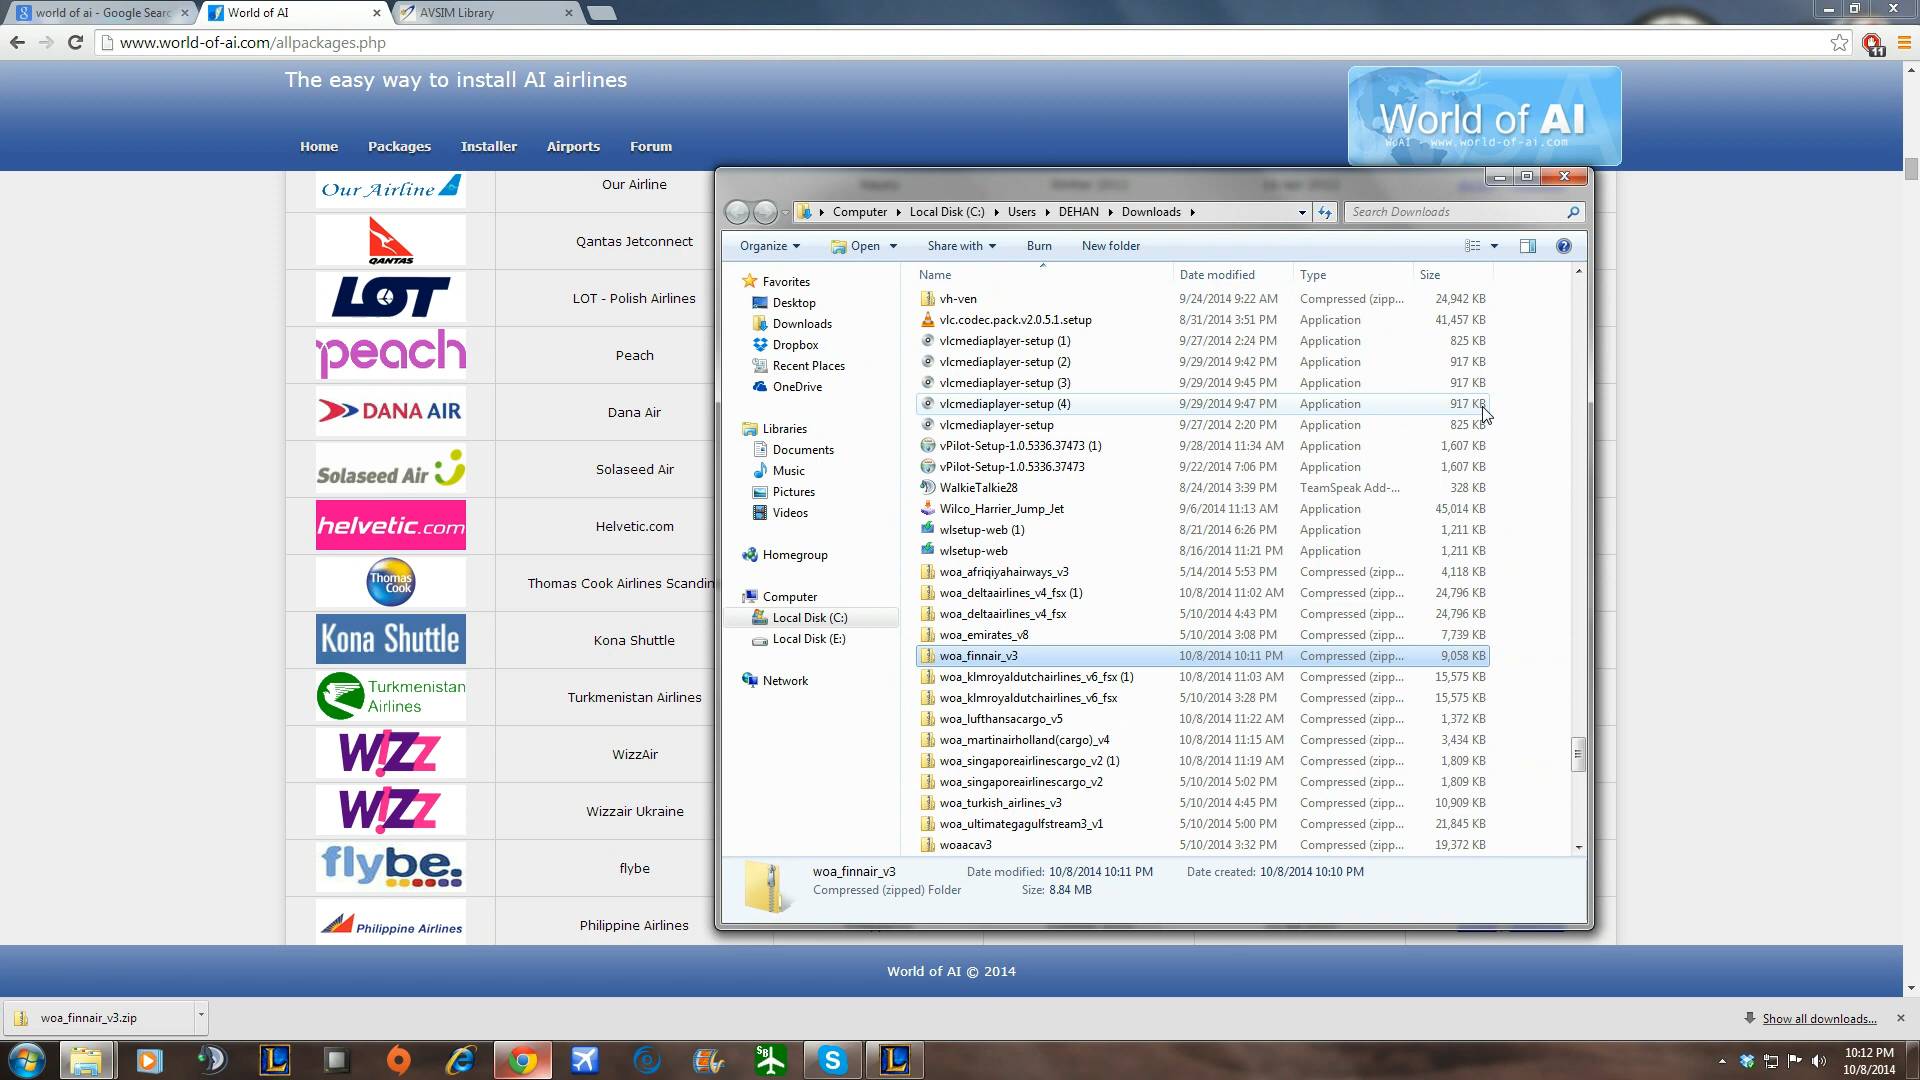 world of ai - Google Searc
World of AI
AVSIM Library
www.world-of-ai.com/allpackages.php
11
The easy way to install AI airlines
World of AI
WoAI - www.world-of-ai.com
Home Packages Installer Airports Forum
Our Airline Our Airline
QANTAS Qantas Jetconnect
LOT LOT - Polish Airlines
peach Peach
DANA AIR Dana Air
Solaseed Air Solaseed Air
helvetic.com Helvetic.com
Thomas Cook Thomas Cook Airlines Scandin
Kona Shuttle Kona Shuttle
Turkmenistan Airlines Turkmenistan Airlines
W!ZZ WizzAir
W!ZZ Wizzair Ukraine
flybe. flybe
Philippine Airlines Philippine Airlines
Computer Local Disk (C:) Users DEHAN Downloads
Search Downloads
Organize Open Share with Burn New folder
Favorites
Desktop
Downloads
Dropbox
Recent Places
OneDrive
Libraries
Documents
Music
Pictures
Videos
Homegroup
Computer
Local Disk (C:)
Local Disk (E:)
Network
Name Date modified Type Size
vh-ven 9/24/2014 9:22 AM Compressed (zipp... 24,942 KB
vlc.codec.pack.v2.0.5.1.setup 8/31/2014 3:51 PM Application 41,457 KB
vlcmediaplayer-setup (1) 9/27/2014 2:24 PM Application 825 KB
vlcmediaplayer-setup (2) 9/29/2014 9:42 PM Application 917 KB
vlcmediaplayer-setup (3) 9/29/2014 9:45 PM Application 917 KB
vlcmediaplayer-setup (4) 9/29/2014 9:47 PM Application 917 KB
vlcmediaplayer-setup 9/27/2014 2:20 PM Application 825 KB
vPilot-Setup-1.0.5336.37473 (1) 9/28/2014 11:34 AM Application 1,607 KB
vPilot-Setup-1.0.5336.37473 9/22/2014 7:06 PM Application 1,607 KB
WalkieTalkie28 8/24/2014 3:39 PM TeamSpeak Add-... 328 KB
Wilco_Harrier_Jump_Jet 9/6/2014 11:13 AM Application 45,014 KB
wlsetup-web (1) 8/21/2014 6:26 PM Application 1,211 KB
wlsetup-web 8/16/2014 11:21 PM Application 1,211 KB
woa_afriqiyahairways_v3 5/14/2014 5:53 PM Compressed (zipp... 4,118 KB
woa_deltaairlines_v4_fsx (1) 10/8/2014 11:02 AM Compressed (zipp... 24,796 KB
woa_deltaairlines_v4_fsx 5/10/2014 4:43 PM Compressed (zipp... 24,796 KB
woa_emirates_v8 5/10/2014 3:08 PM Compressed (zipp... 7,739 KB
woa_finnair_v3 10/8/2014 10:11 PM Compressed (zipp... 9,058 KB
woa_klmroyaldutchairlines_v6_fsx (1) 10/8/2014 11:03 AM Compressed (zipp... 15,575 KB
woa_klmroyaldutchairlines_v6_fsx 5/10/2014 3:28 PM Compressed (zipp... 15,575 KB
woa_lufthansacargo_v5 10/8/2014 11:22 AM Compressed (zipp... 1,372 KB
woa_martinairholland(cargo)_v4 10/8/2014 11:15 AM Compressed (zipp... 3,434 KB
woa_singaporeairlinescargo_v2 (1) 10/8/2014 11:19 AM Compressed (zipp... 1,809 KB
woa_singaporeairlinescargo_v2 5/10/2014 5:02 PM Compressed (zipp... 1,809 KB
woa_turkish_airlines_v3 5/10/2014 4:45 PM Compressed (zipp... 10,909 KB
woa_ultimategagulfstream3_v1 5/10/2014 5:00 PM Compressed (zipp... 21,845 KB
woaacav3 5/10/2014 3:32 PM Compressed (zipp... 19,372 KB
woa_finnair_v3 Date modified: 10/8/2014 10:11 PM Date created: 10/8/2014 10:10 PM
Compressed (zipped) Folder Size: 8.84 MB
World of AI © 2014
woa_finnair_v3.zip
Show all downloads...
10:12 PM
10/8/2014